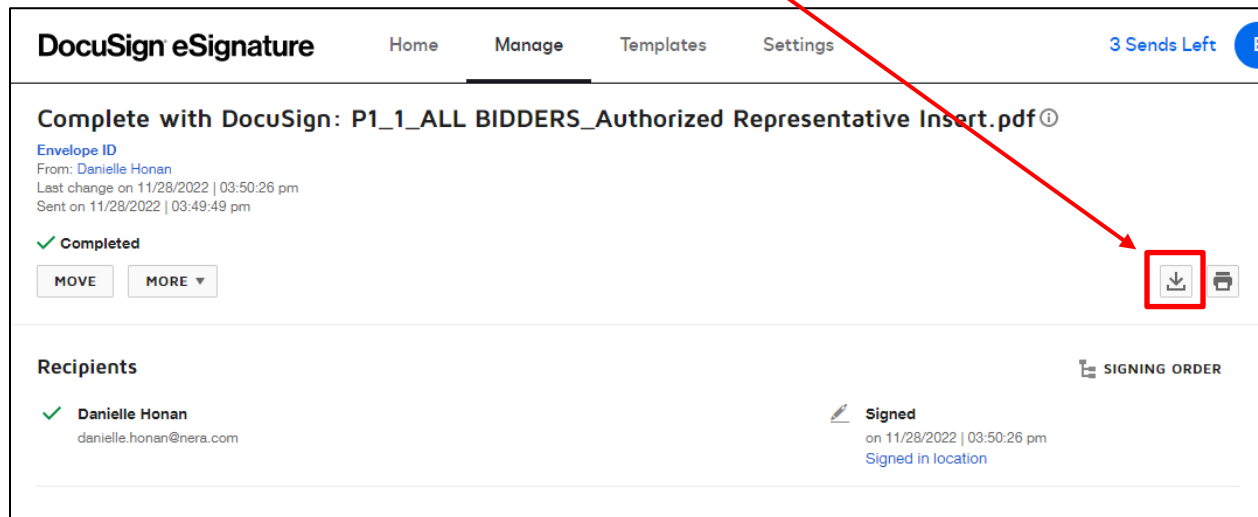 DocuSign eSignature Home Manage Templates Settings 3 Sends Left
Complete with DocuSign: P1_1_ALL BIDDERS_Authorized Representative Insert.pdf
Envelope ID
From: Danielle Honan
Last change on 11/28/2022 | 03:50:26 pm
Sent on 11/28/2022 | 03:49:49 pm
Completed
MOVE MORE
Recipients SIGNING ORDER
Danielle Honan Signed
danielle.honan@nera.com on 11/28/2022 | 03:50:26 pm
Signed in location